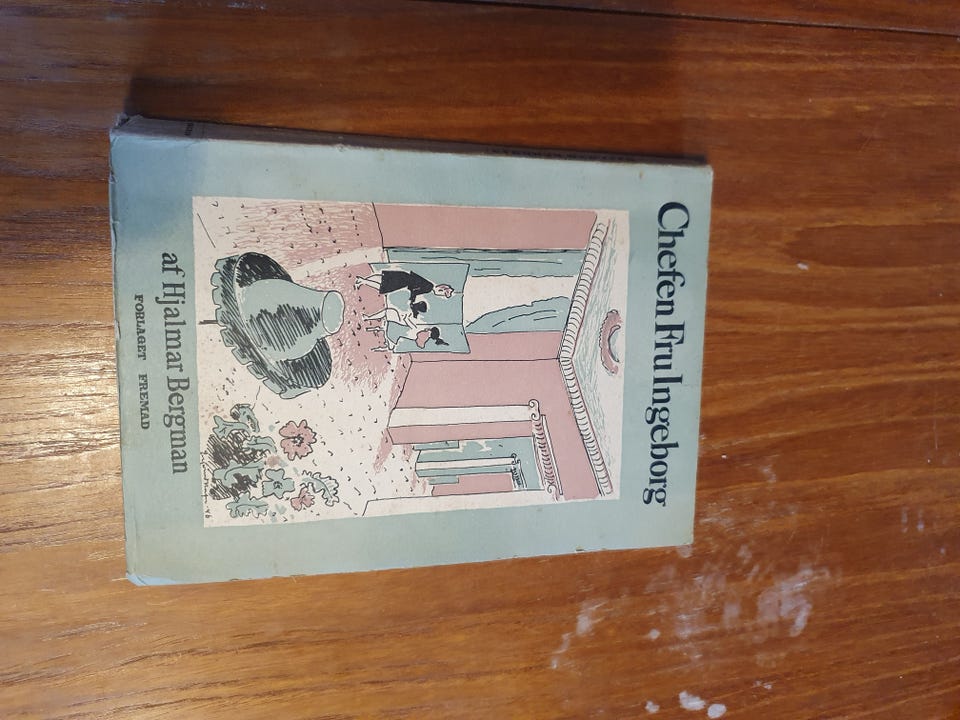 Chefen Fru Ingeborg
af Hjalmar Bergman
FORLAGET FREMAD